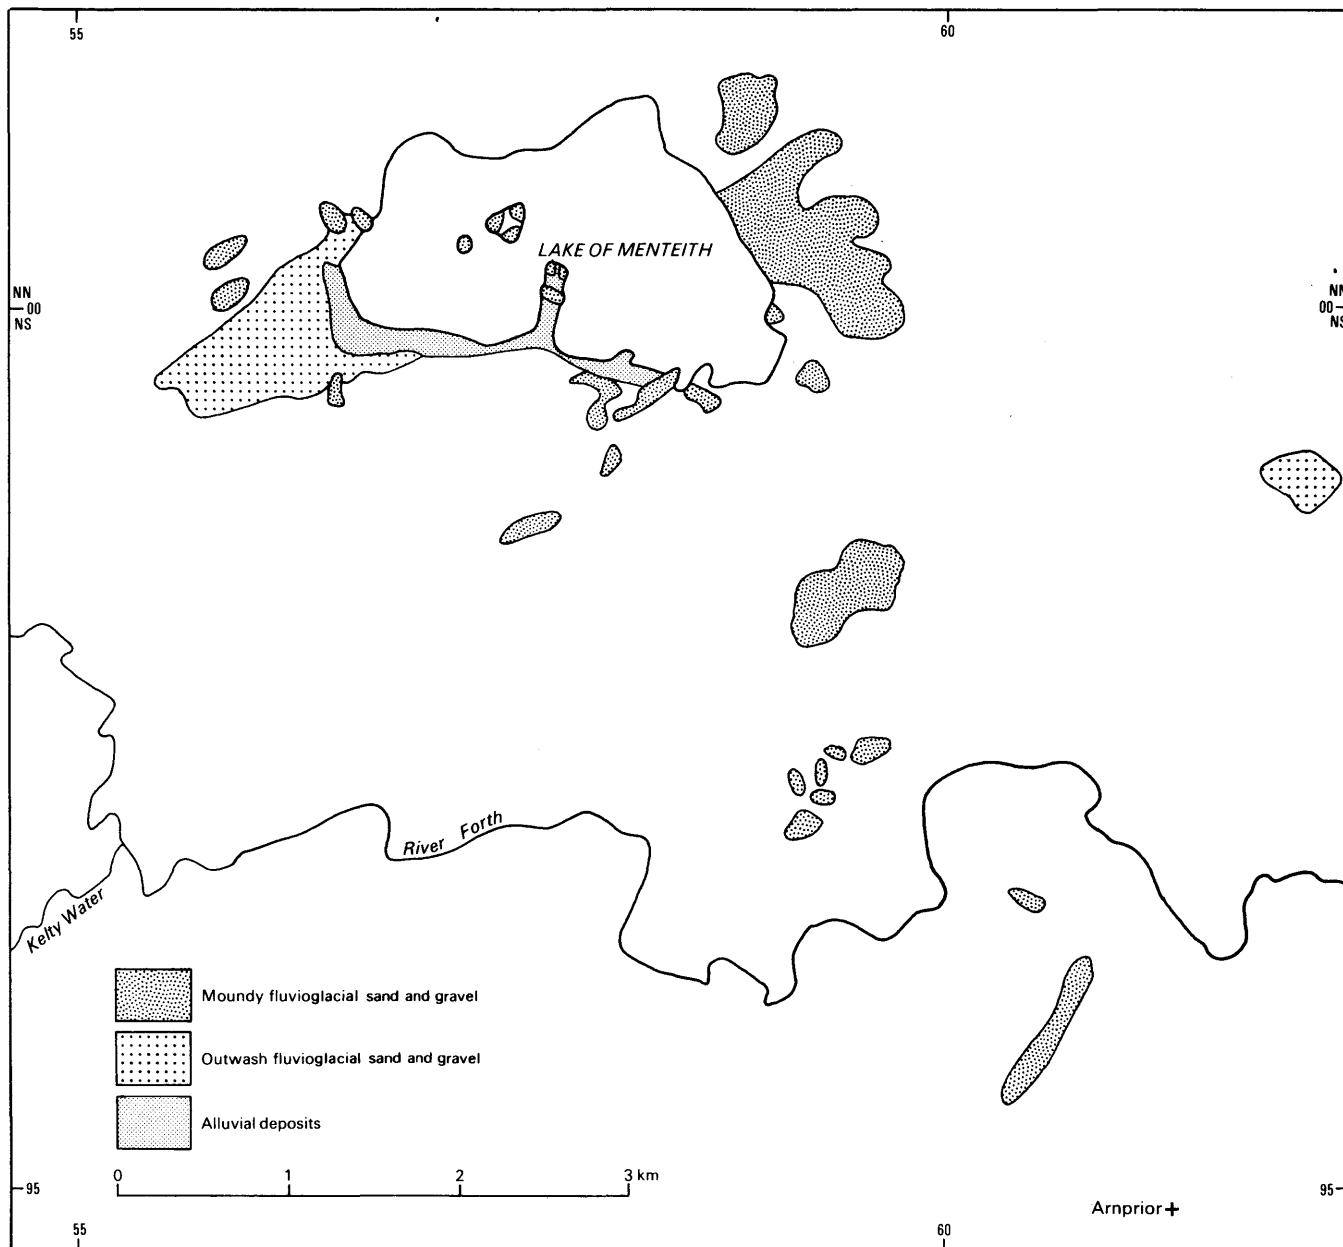 55
60
LAKE OF MENTEITH
NN
00
NS
NN
00
NS
River Forth
Kelty Water
Moundy fluvioglacial sand and gravel
Outwash fluvioglacial sand and gravel
Alluvial deposits
0 1 2 3 km
95
95
Arnprior
55
60